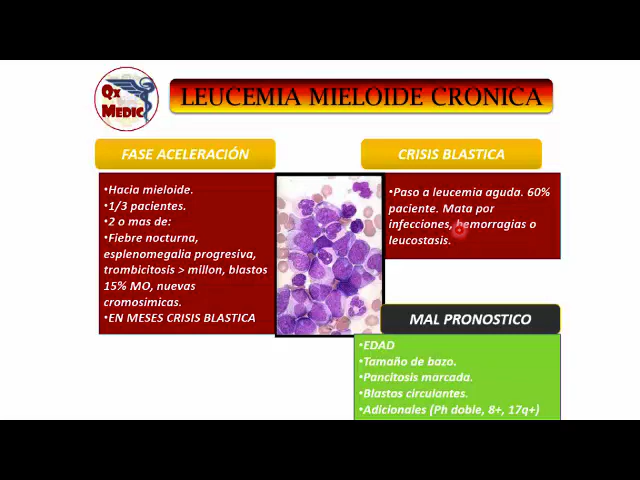 Qx
MEDIC
LEUCEMIA MIELOIDE CRONICA
FASE ACELERACIÓN
•Hacia mieloide.
•1/3 pacientes.
•2 o mas de:
•Fiebre nocturna,
esplenomegalia progresiva,
trombicitosis > millon, blastos
15% MO, nuevas
cromosimicas.
•EN MESES CRISIS BLASTICA
CRISIS BLASTICA
•Paso a leucemia aguda. 60%
paciente. Mata por
infecciones, hemorragias o
leucostasis.
MAL PRONOSTICO
•EDAD
•Tamaño de bazo.
•Pancitosis marcada.
•Blastos circulantes.
•Adicionales (Ph doble, 8+, 17q+)